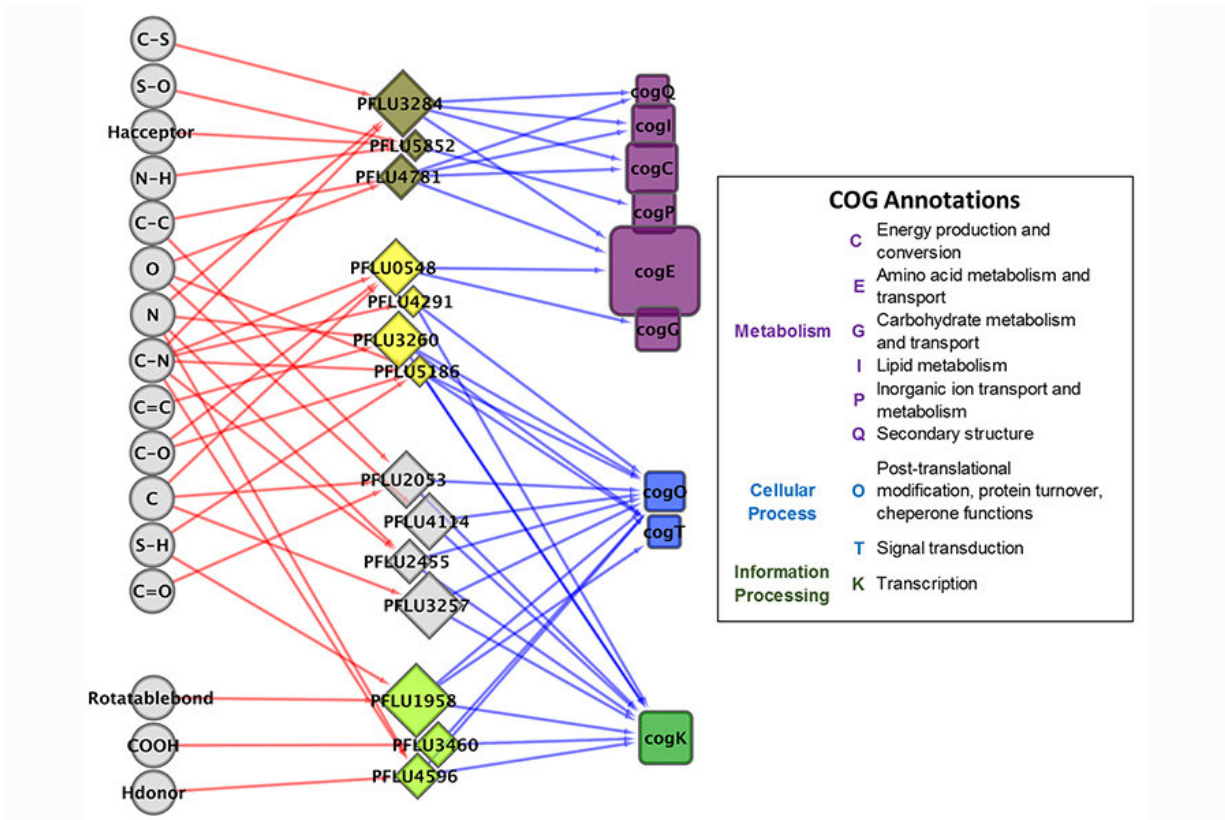 C-S
S-O
Hacceptor
N-H
C-C
O
N
C-N
C=C
C-O
C
S-H
C=O
Rotatablebond
COOH
Hdonor
PFLU3284
PFLU5852
PFLU4781
PFLU0548
PFLU4291
PFLU3260
PFLU5186
PFLU2053
PFLU4114
PFLU2455
PFLU3257
PFLU1958
PFLU3460
PFLU4596
cogQ
cogI
cogC
cogP
cogE
cogG
cogO
cogT
cogK
COG Annotations
Metabolism
C Energy production and
conversion
E Amino acid metabolism and
transport
G Carbohydrate metabolism
and transport
I Lipid metabolism
P Inorganic ion transport and
metabolism
Q Secondary structure
Cellular
Process
O Post-translational
modification, protein turnover,
cheperone functions
T Signal transduction
Information
Processing
K Transcription